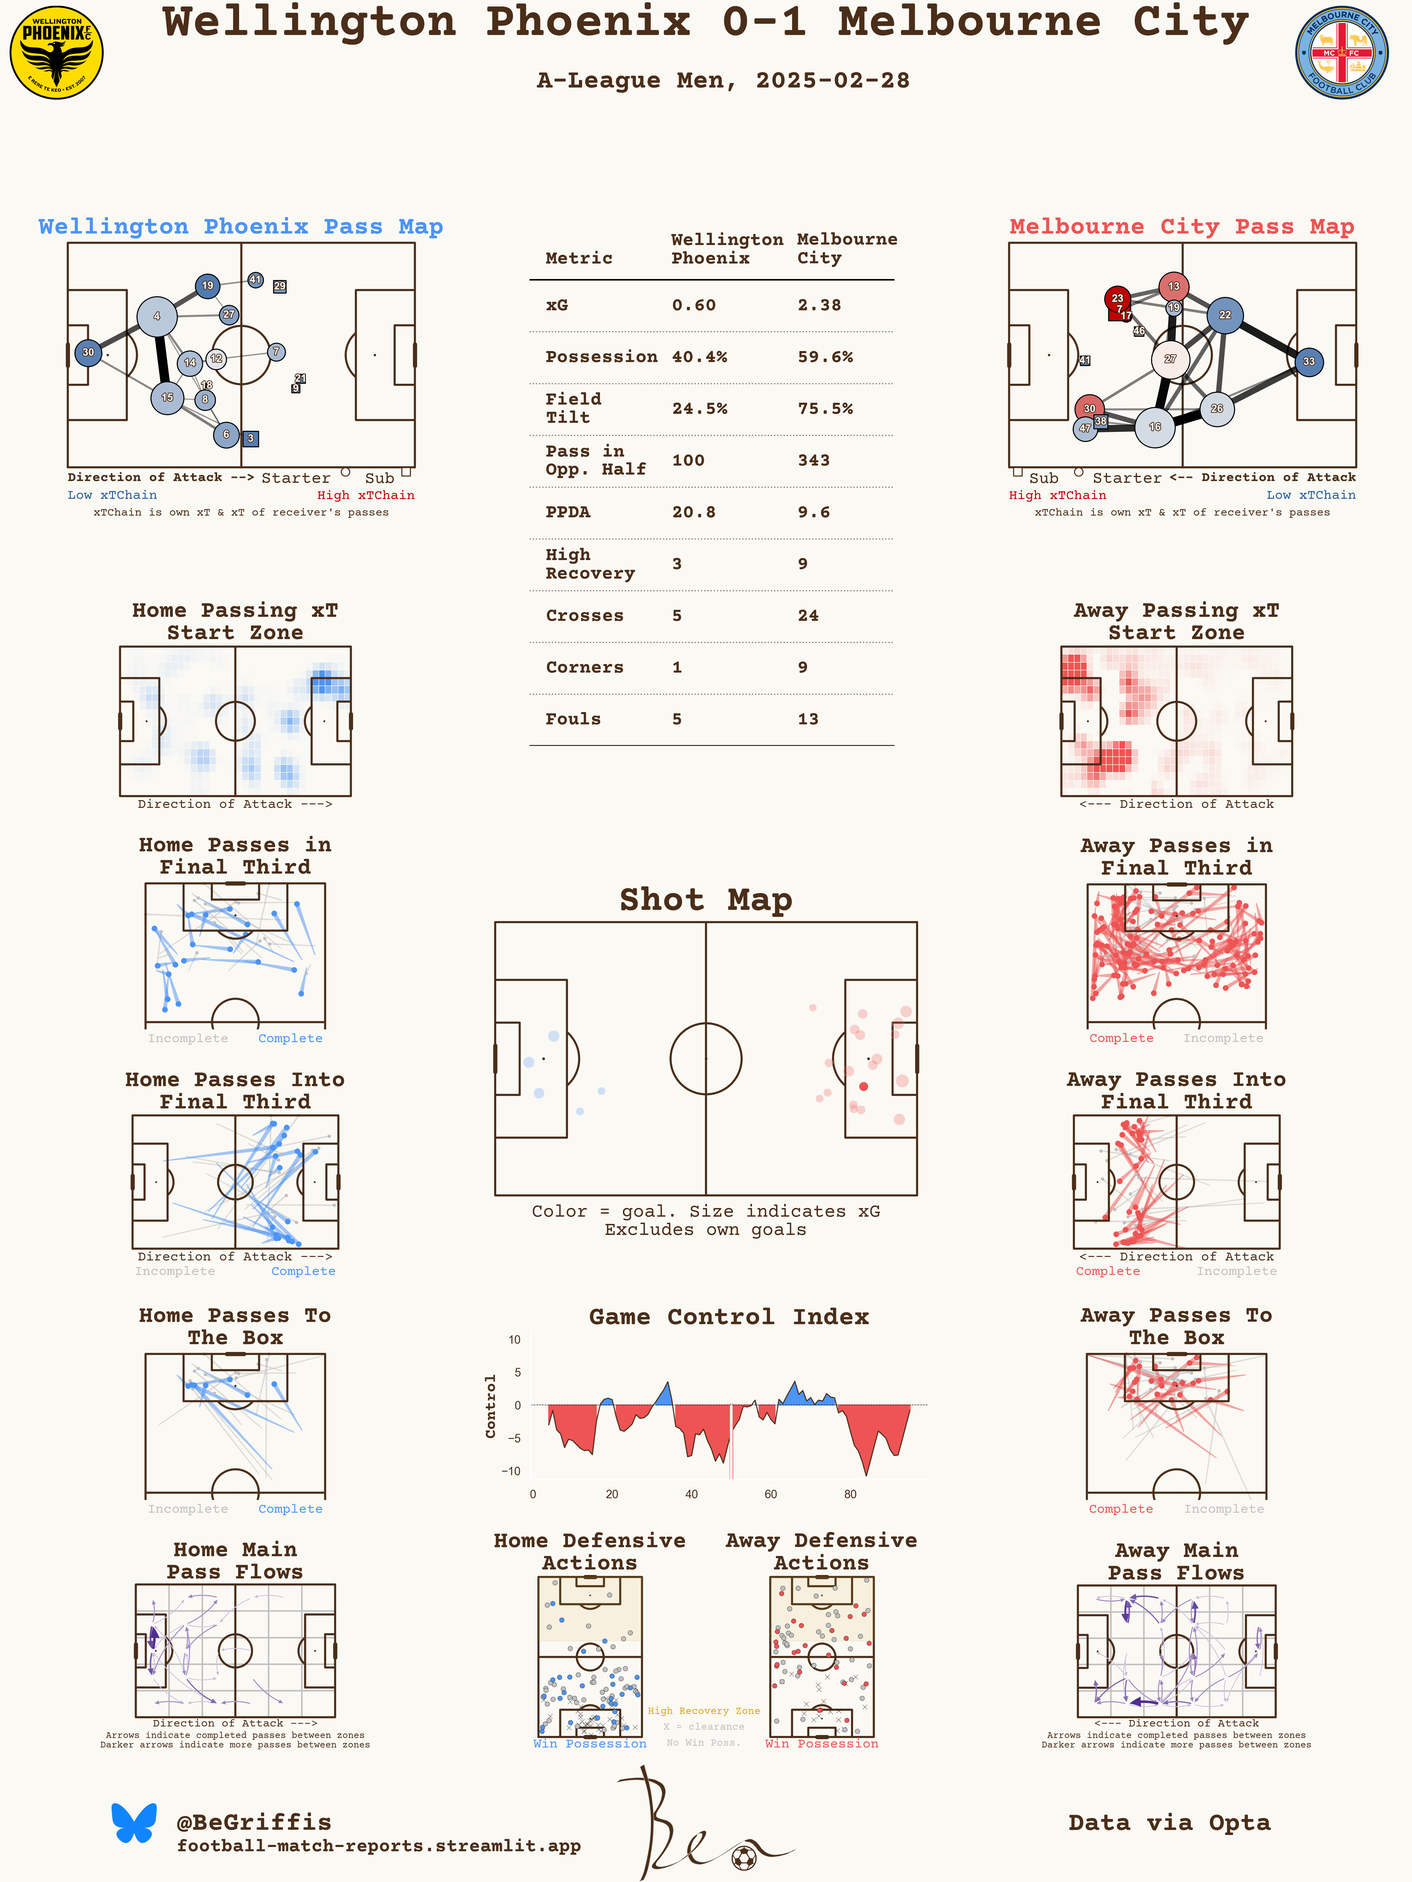 Wellington Phoenix 0-1 Melbourne City
A-League Men, 2025-02-28
WELLINGTON
PHOENIX FC
E RERE TE KEO • EST 2007
MELBOURNE CITY
MC FC
FOOTBALL CLUB
Wellington Phoenix Pass Map
19
41
29
4
27
30
14
12
7
18
21
9
15
8
6
3
Direction of Attack --> Starter Sub
Low xTChain High xTChain
xTChain is own xT & xT of receiver's passes
Metric Wellington Phoenix Melbourne City
xG 0.60 2.38
Possession 40.4% 59.6%
Field Tilt 24.5% 75.5%
Pass in Opp. Half 100 343
PPDA 20.8 9.6
High Recovery 3 9
Crosses 5 24
Corners 1 9
Fouls 5 13
Melbourne City Pass Map
13
23
7
17
19
22
46
41
27
33
30
38
47
16
26
Sub Starter <-- Direction of Attack
High xTChain Low xTChain
xTChain is own xT & xT of receiver's passes
Home Passing xT
Start Zone
Direction of Attack --->
Away Passing xT
Start Zone
<--- Direction of Attack
Home Passes in
Final Third
Incomplete Complete
Away Passes in
Final Third
Complete Incomplete
Shot Map
Color = goal. Size indicates xG
Excludes own goals
Home Passes Into
Final Third
Direction of Attack --->
Incomplete Complete
Away Passes Into
Final Third
<--- Direction of Attack
Complete Incomplete
Home Passes To
The Box
Incomplete Complete
Game Control Index
Control
10
5
0
−5
−10
0 20 40 60 80
Away Passes To
The Box
Complete Incomplete
Home Main
Pass Flows
Direction of Attack --->
Arrows indicate completed passes between zones
Darker arrows indicate more passes between zones
Home Defensive
Actions
Win Possession
High Recovery Zone
X = clearance
No Win Poss.
Away Defensive
Actions
Win Possession
Away Main
Pass Flows
<--- Direction of Attack
Arrows indicate completed passes between zones
Darker arrows indicate more passes between zones
@BeGriffis
football-match-reports.streamlit.app
Ben
Data via Opta